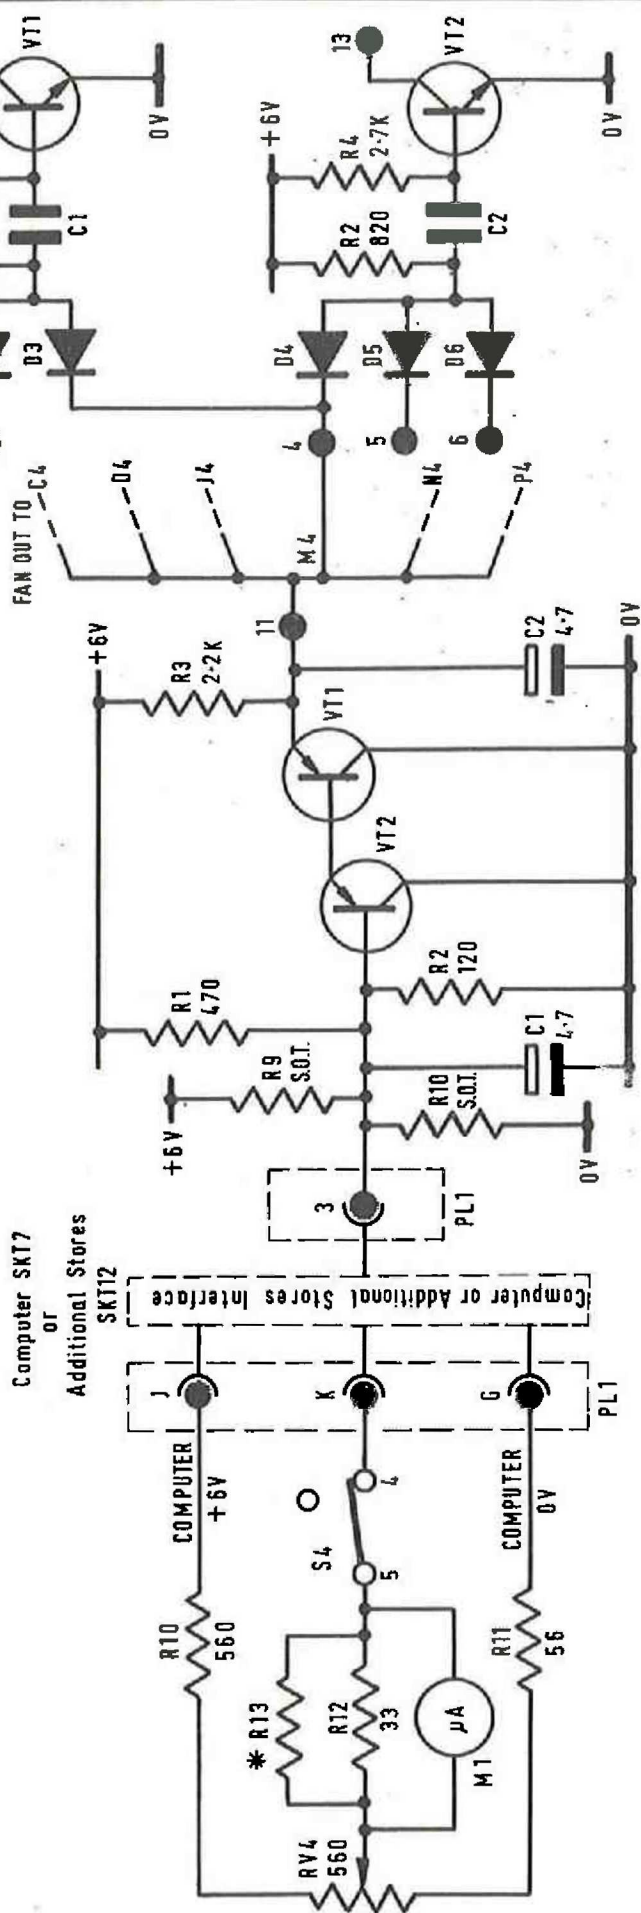 Computer SKT7
or
Additional Stores
SKT12
COMPUTER
+6V
R10
560
RV4
560
* R13
R12
33
µA
M1
S4
5
4
R11
56
COMPUTER
0V
J
K
G
PL1
Computer or Additional Stores Interface
3
PL1
+6V
R9
S.O.T.
R10
S.O.T.
0V
R1
470
+6V
C1
4·7
R2
120
VT2
VT1
R3
2·2K
C2
4·7
0V
11
FAN OUT TO
C4
D4
J4
M4
N4
P4
4
5
6
D3
D4
D5
D6
C1
VT1
0V
+6V
R2
820
R4
2·7K
C2
13
VT2
0V